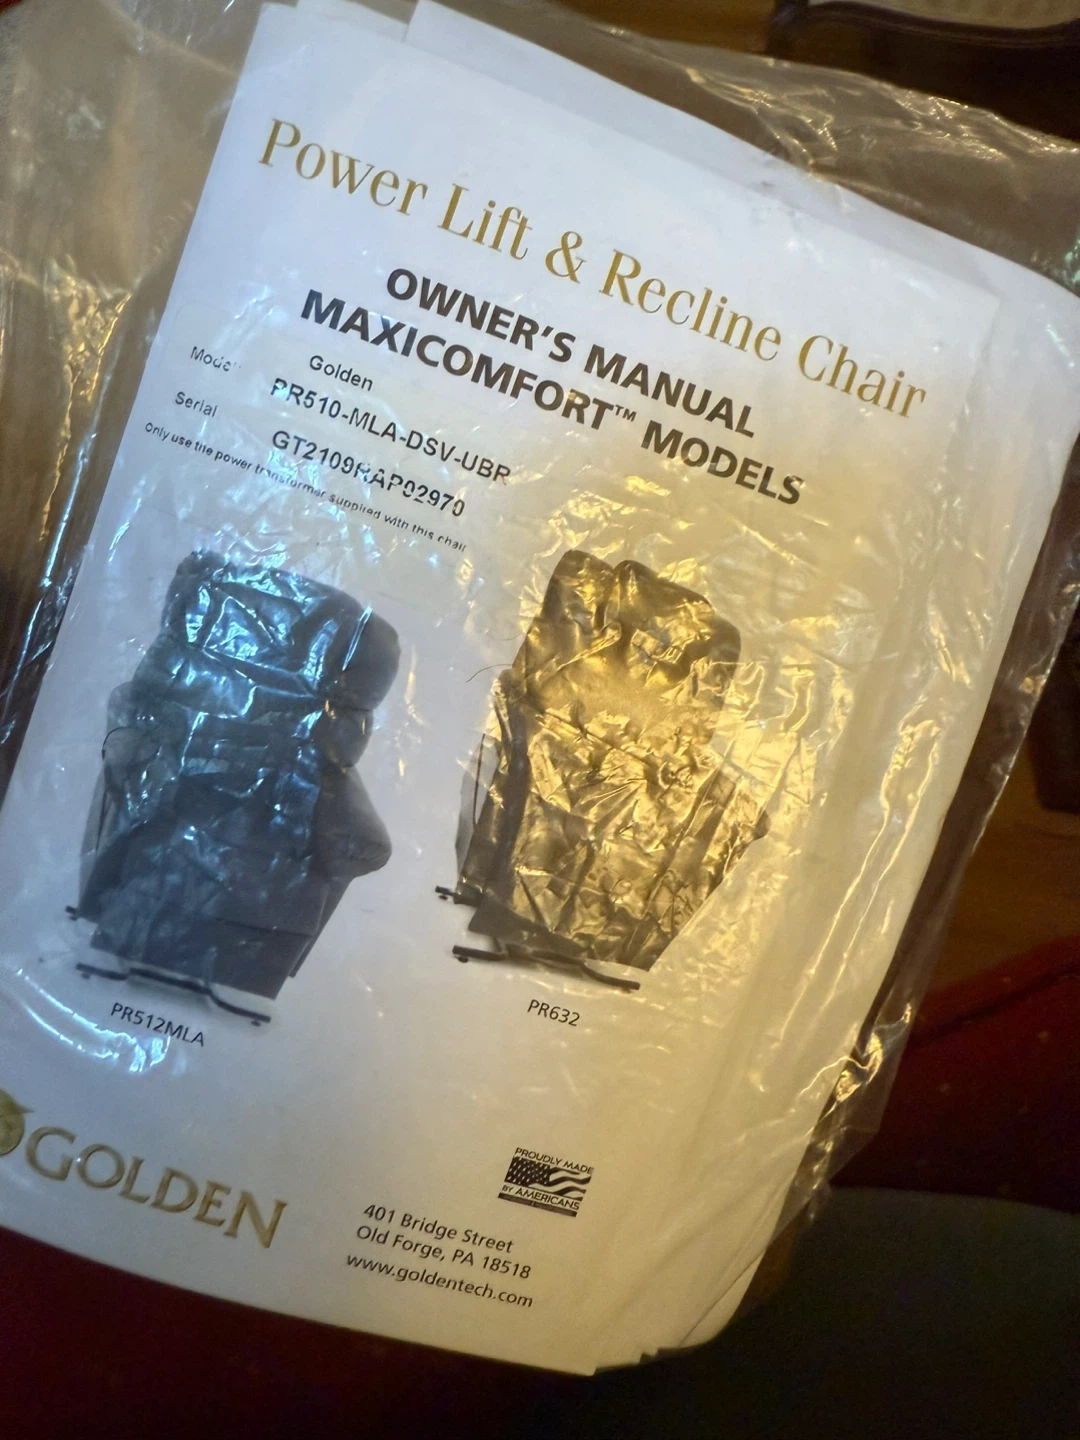 Power Lift & Recline Chair
OWNER'S MANUAL
MAXICOMFORT™ MODELS
Golden
Model PR510-MLA-DSV-UBR
Serial GT2109RAP02970
Only use the power transformer supplied with this chair
PR512MLA
PR632
GOLDEN
PROUDLY MADE
BY AMERICANS
401 Bridge Street
Old Forge, PA 18518
www.goldentech.com